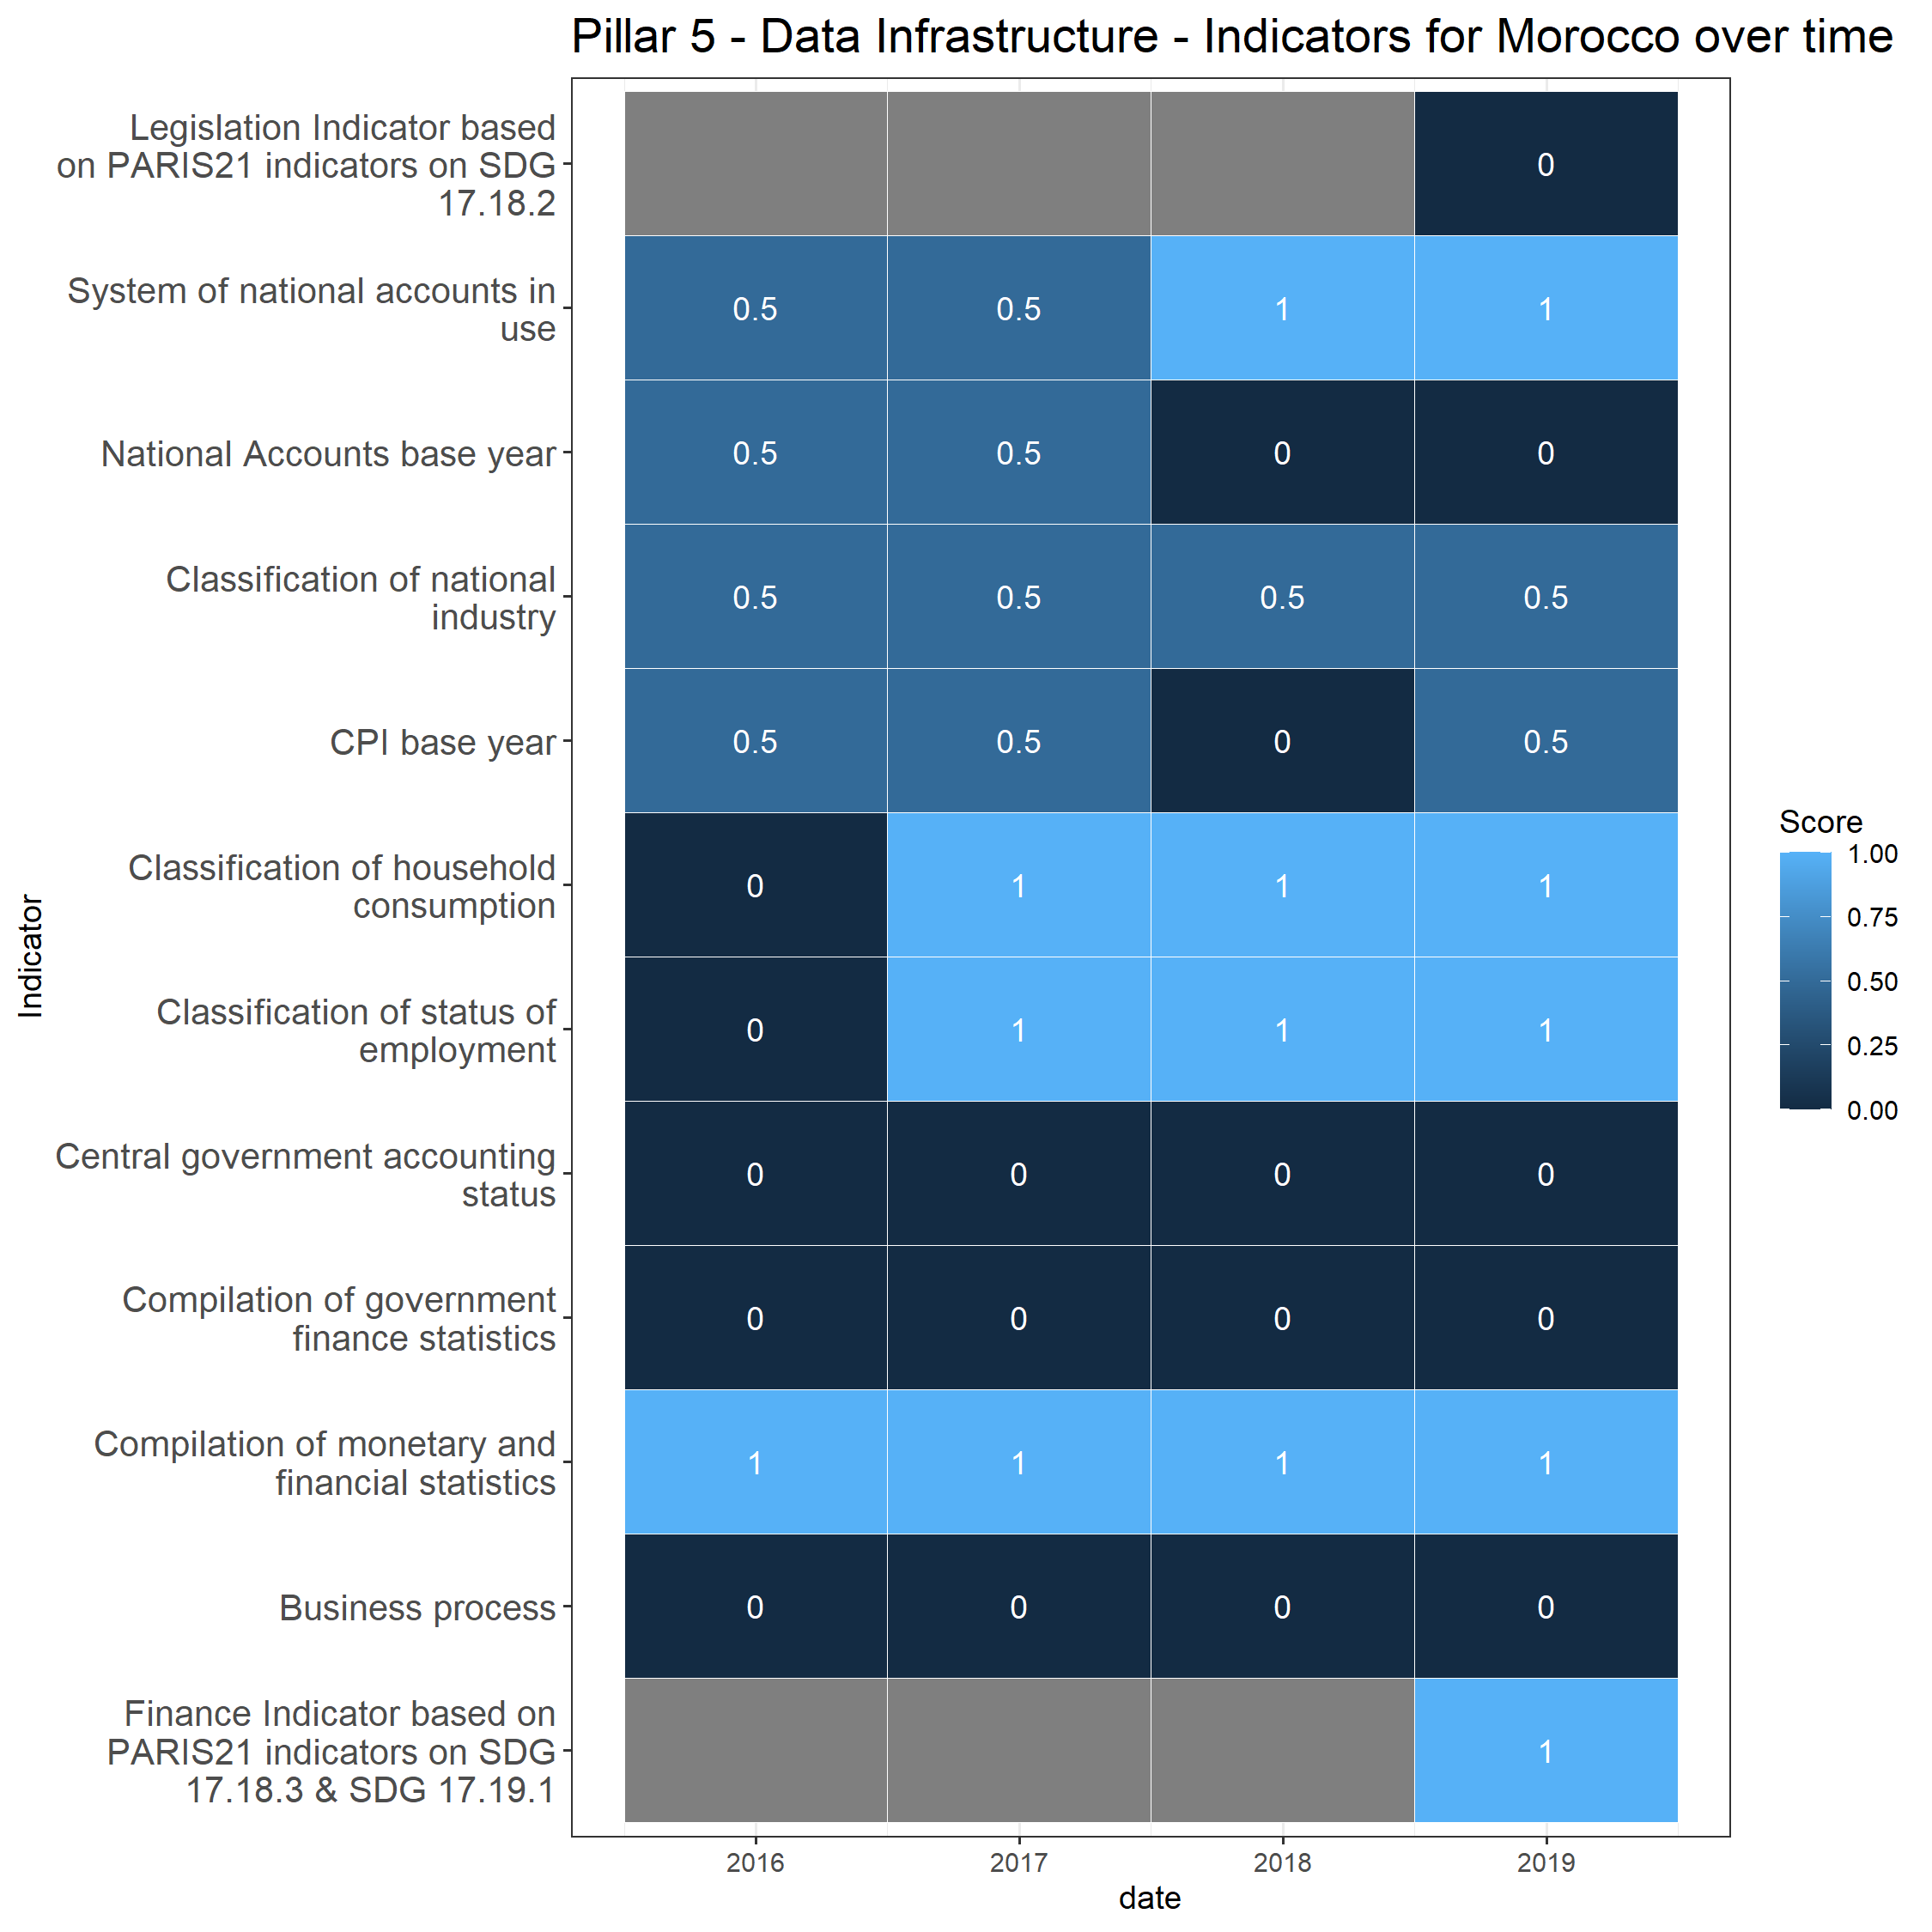 Pillar 5 - Data Infrastructure - Indicators for Morocco over time
Legislation Indicator based
on PARIS21 indicators on SDG
17.18.2
0
System of national accounts in
use
0.5 0.5 1 1
National Accounts base year
0.5 0.5 0 0
Classification of national
industry
0.5 0.5 0.5 0.5
CPI base year
0.5 0.5 0 0.5
Classification of household
consumption
0 1 1 1
Classification of status of
employment
0 1 1 1
Central government accounting
status
0 0 0 0
Compilation of government
finance statistics
0 0 0 0
Compilation of monetary and
financial statistics
1 1 1 1
Business process
0 0 0 0
Finance Indicator based on
PARIS21 indicators on SDG
17.18.3 & SDG 17.19.1
1
Indicator
2016 2017 2018 2019
date
Score
1.00
0.75
0.50
0.25
0.00